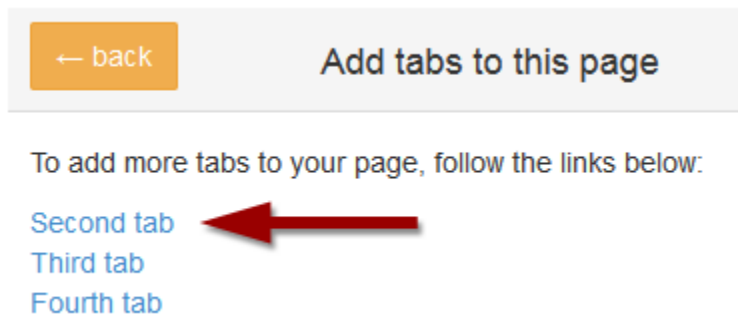 ← back
Add tabs to this page
To add more tabs to your page, follow the links below:
Second tab
Third tab
Fourth tab